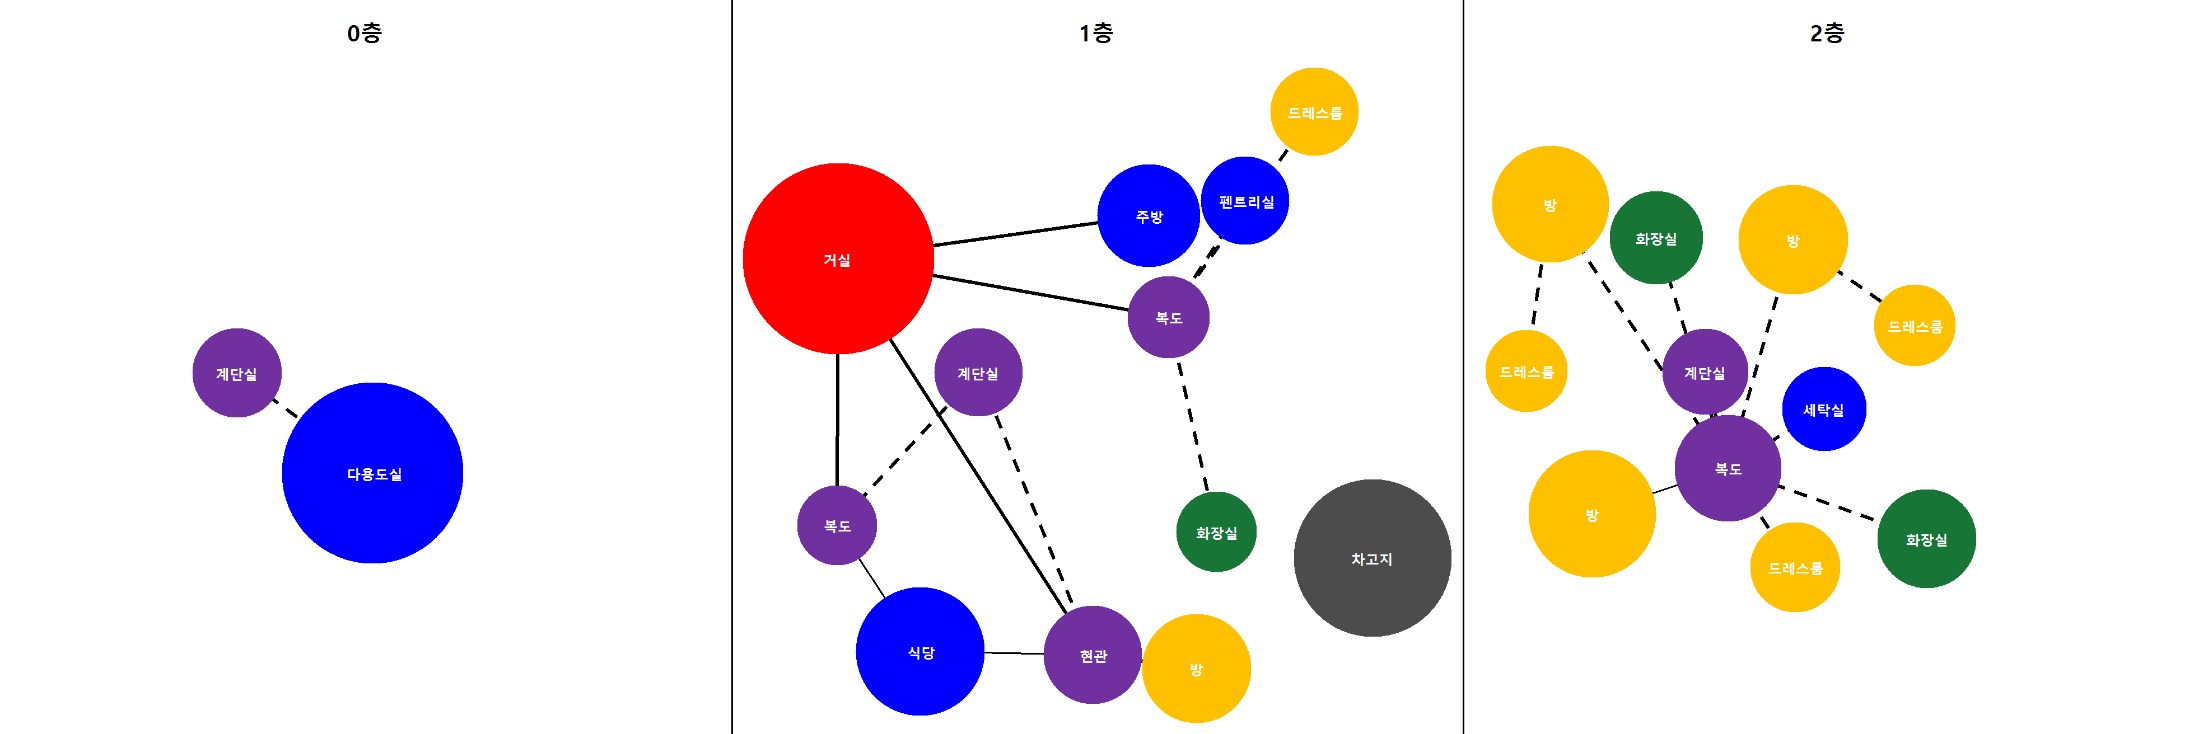 0층
계단실
다용도실
1층
드레스룸
주방
펜트리실
거실
복도
계단실
복도
화장실
차고지
식당
현관
방
2층
방
화장실
방
드레스룸
드레스룸
계단실
세탁실
복도
방
화장실
드레스룸